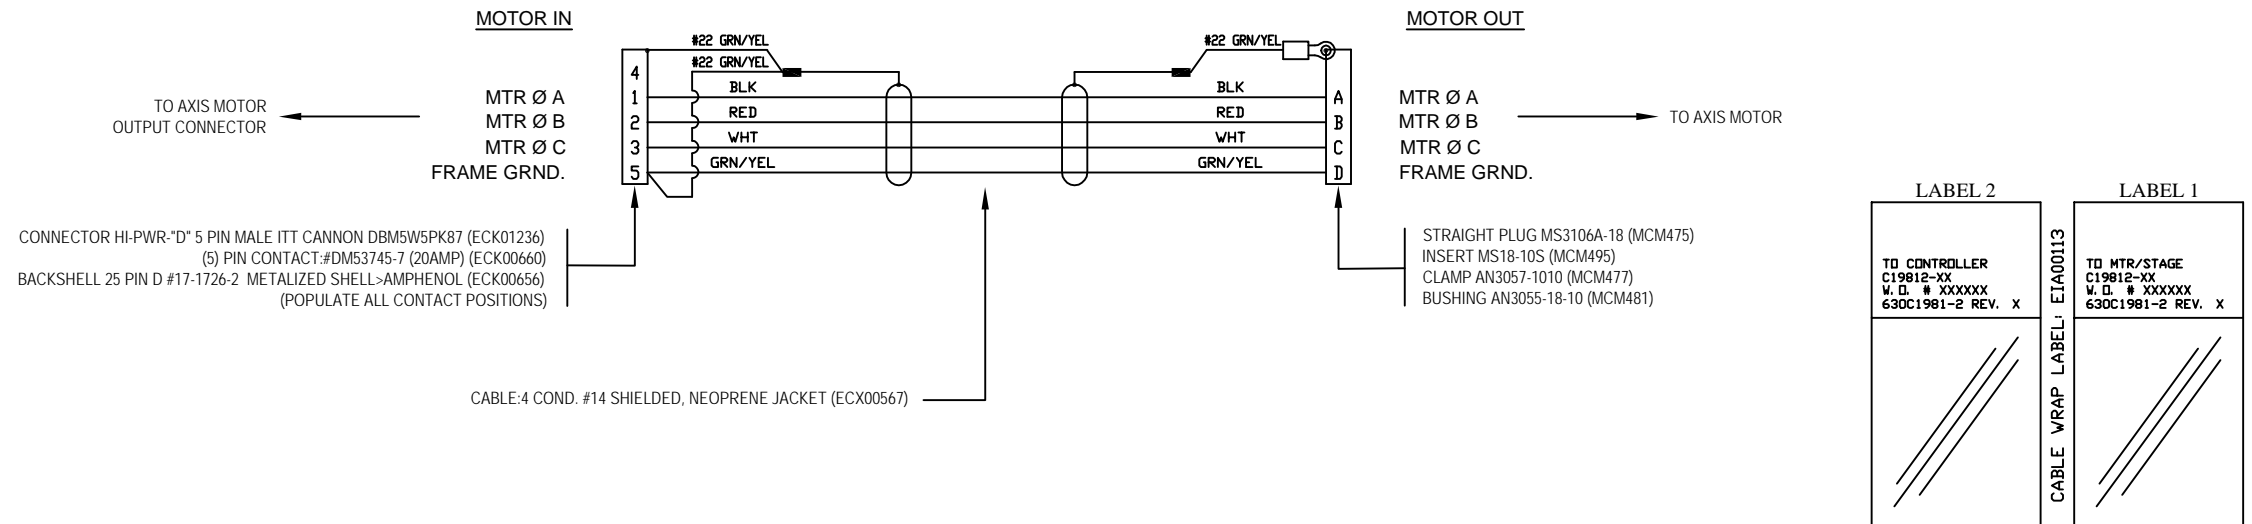 MOTOR IN
MOTOR OUT
#22 GRN/YEL
#22 GRN/YEL
#22 GRN/YEL
4
1
2
3
5
BLK
RED
WHT
GRN/YEL
BLK
RED
WHT
GRN/YEL
A
B
C
D
MTR Ø A
MTR Ø B
MTR Ø C
FRAME GRND.
MTR Ø A
MTR Ø B
MTR Ø C
FRAME GRND.
TO AXIS MOTOR
OUTPUT CONNECTOR
TO AXIS MOTOR
CONNECTOR HI-PWR-"D" 5 PIN MALE ITT CANNON DBM5W5PK87 (ECK01236)
(5) PIN CONTACT:#DM53745-7 (20AMP) (ECK00660)
BACKSHELL 25 PIN D #17-1726-2 METALIZED SHELL>AMPHENOL (ECK00656)
(POPULATE ALL CONTACT POSITIONS)
STRAIGHT PLUG MS3106A-18 (MCM475)
INSERT MS18-10S (MCM495)
CLAMP AN3057-1010 (MCM477)
BUSHING AN3055-18-10 (MCM481)
CABLE:4 COND. #14 SHIELDED, NEOPRENE JACKET (ECX00567)
LABEL 2
TO CONTROLLER
C19812-XX
W.O. # XXXXXX
630C1981-2 REV. X
CABLE WRAP LABEL: EIA00113
LABEL 1
TO MTR/STAGE
C19812-XX
W.O. # XXXXXX
630C1981-2 REV. X